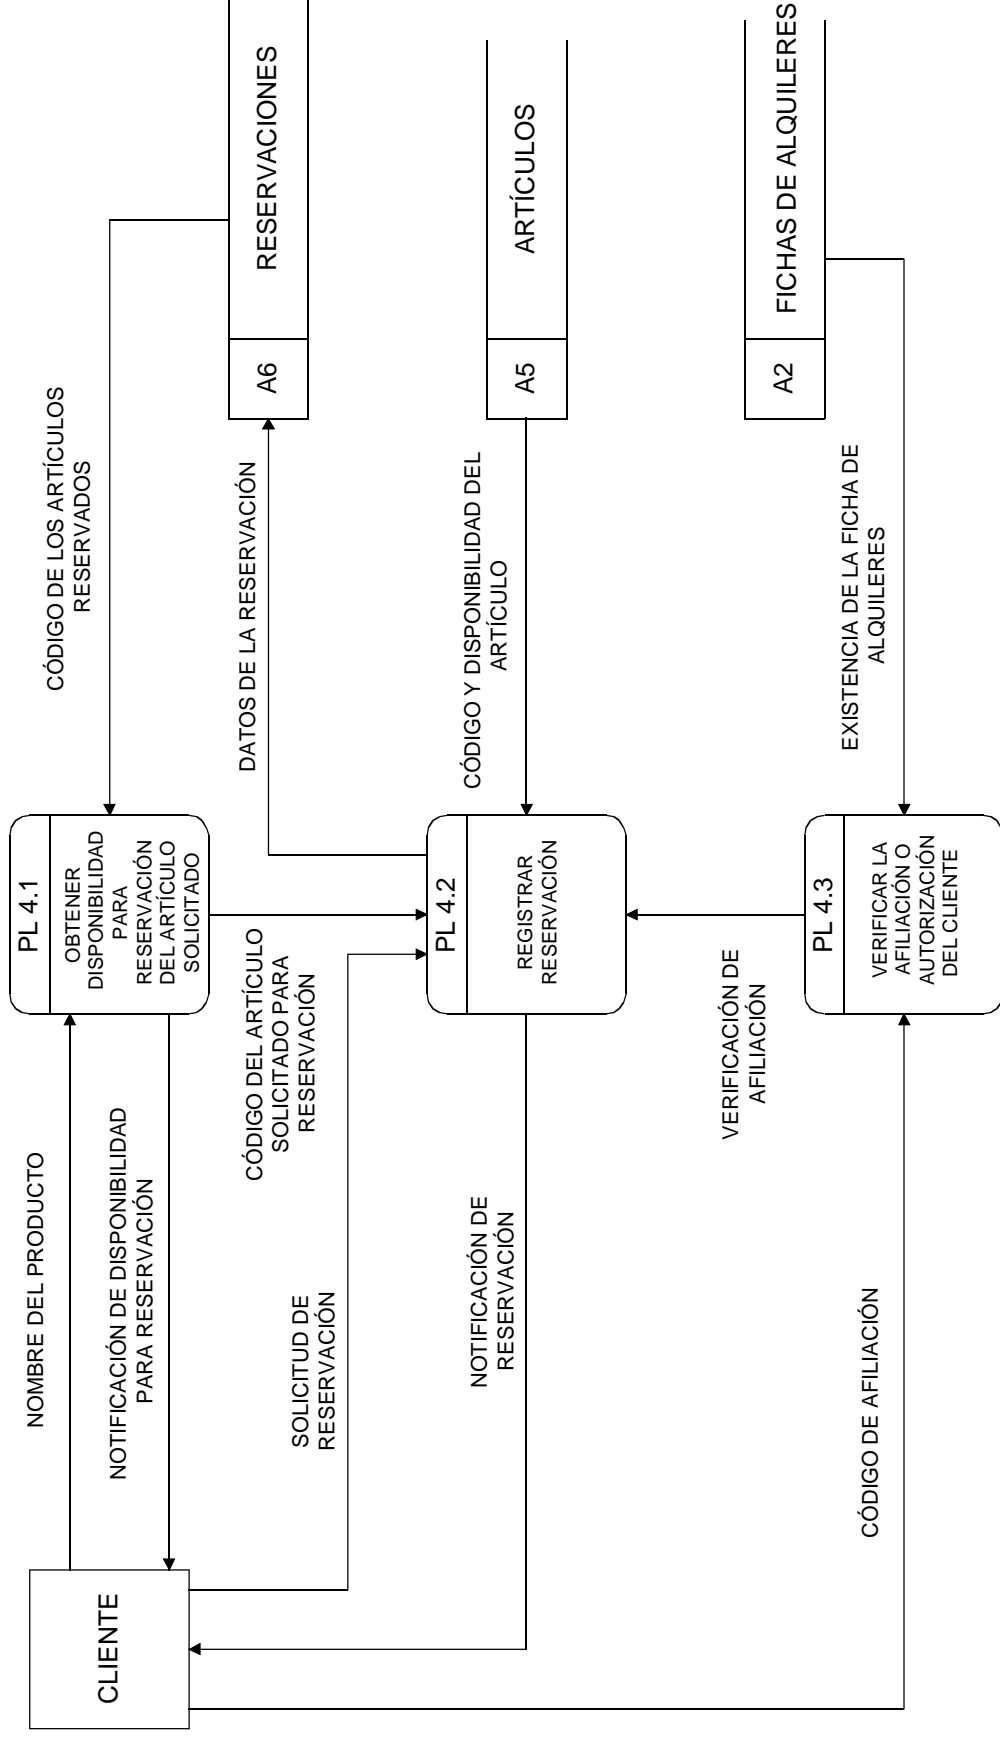 CLIENTE
NOMBRE DEL PRODUCTO
NOTIFICACIÓN DE DISPONIBILIDAD
PARA RESERVACIÓN
SOLICITUD DE
RESERVACIÓN
NOTIFICACIÓN DE
RESERVACIÓN
CÓDIGO DE AFILIACIÓN
PL 4.1
OBTENER
DISPONIBILIDAD
PARA
RESERVACIÓN
DEL ARTÍCULO
SOLICITADO
CÓDIGO DEL ARTÍCULO
SOLICITADO PARA
RESERVACIÓN
PL 4.2
REGISTRAR
RESERVACIÓN
VERIFICACIÓN DE
AFILIACIÓN
PL 4.3
VERIFICAR LA
AFILIACIÓN O
AUTORIZACIÓN
DEL CLIENTE
CÓDIGO DE LOS ARTÍCULOS
RESERVADOS
DATOS DE LA RESERVACIÓN
CÓDIGO Y DISPONIBILIDAD DEL
ARTÍCULO
EXISTENCIA DE LA FICHA DE
ALQUILERES
A6
RESERVACIONES
A5
ARTÍCULOS
A2
FICHAS DE ALQUILERES